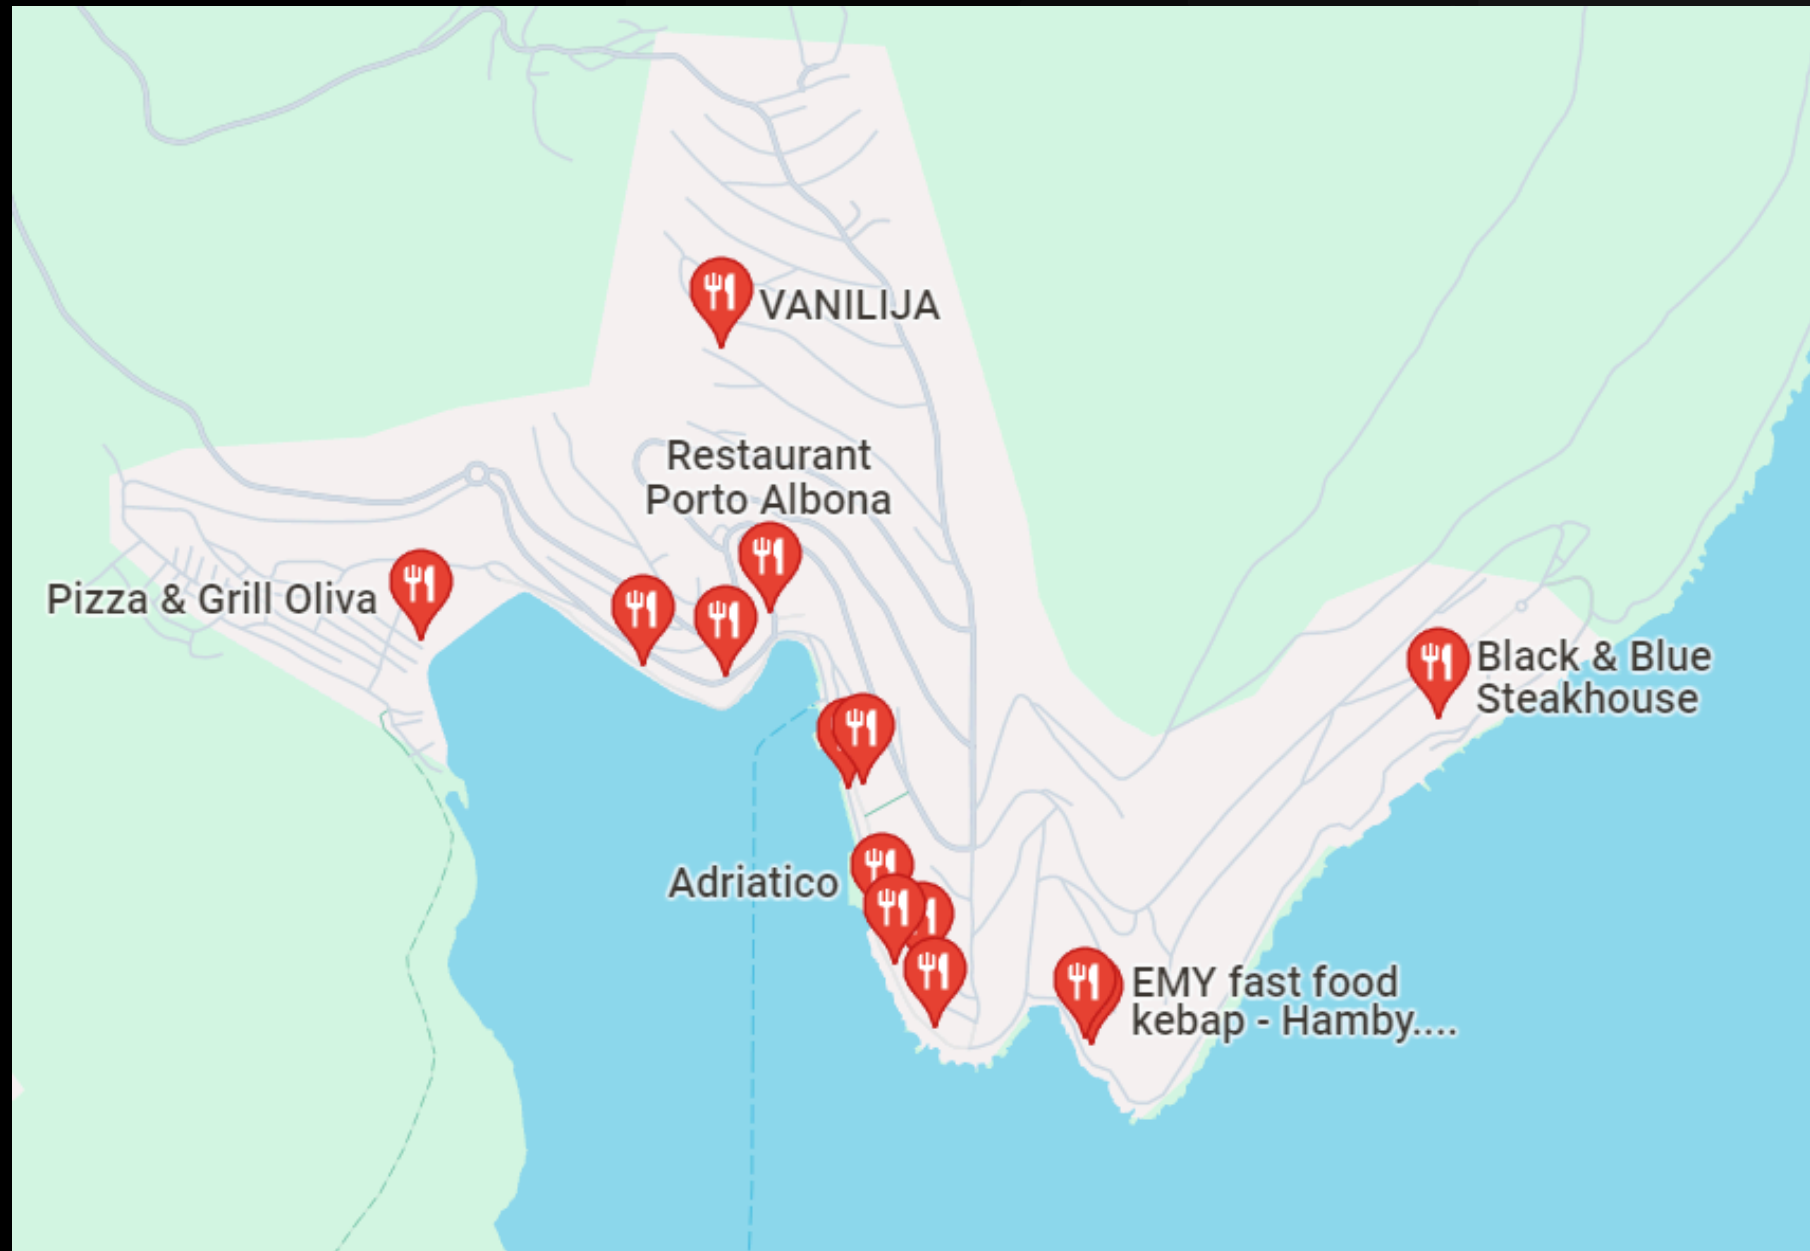 VANILIJA
Restaurant
Porto Albona
Pizza & Grill Oliva
Black & Blue
Steakhouse
Adriatico
EMY fast food
kebap - Hamby....